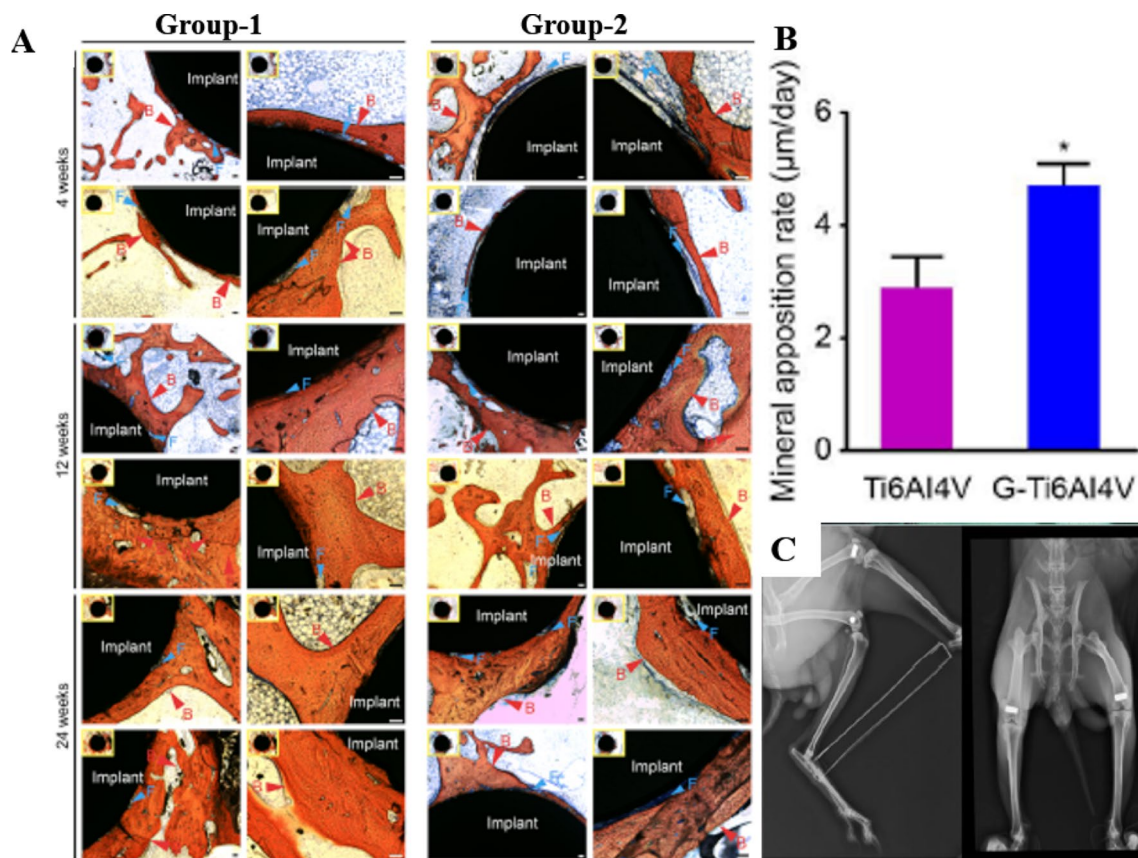 Group-1
Group-2
A
B
4 weeks
Implant
B
F
Implant
B
F
F
B
Implant
F
B
Implant
F
B
F
Implant
B
F
Implant
B
B
F
Implant
B
F
Implant
F
B
12 weeks
F
B
Implant
F
Implant
F
B
F
Implant
B
F
Implant
B
Implant
F
B
Implant
F
B
F
Implant
F
B
Implant
24 weeks
Implant
F
B
B
Implant
Implant
F
B
Implant
F
B
Implant
B
F
Implant
B
B
F
Implant
Implant
F
B
Mineral apposition rate (μm/day)
6
4
2
0
*
Ti6Al4V
G-Ti6Al4V
C